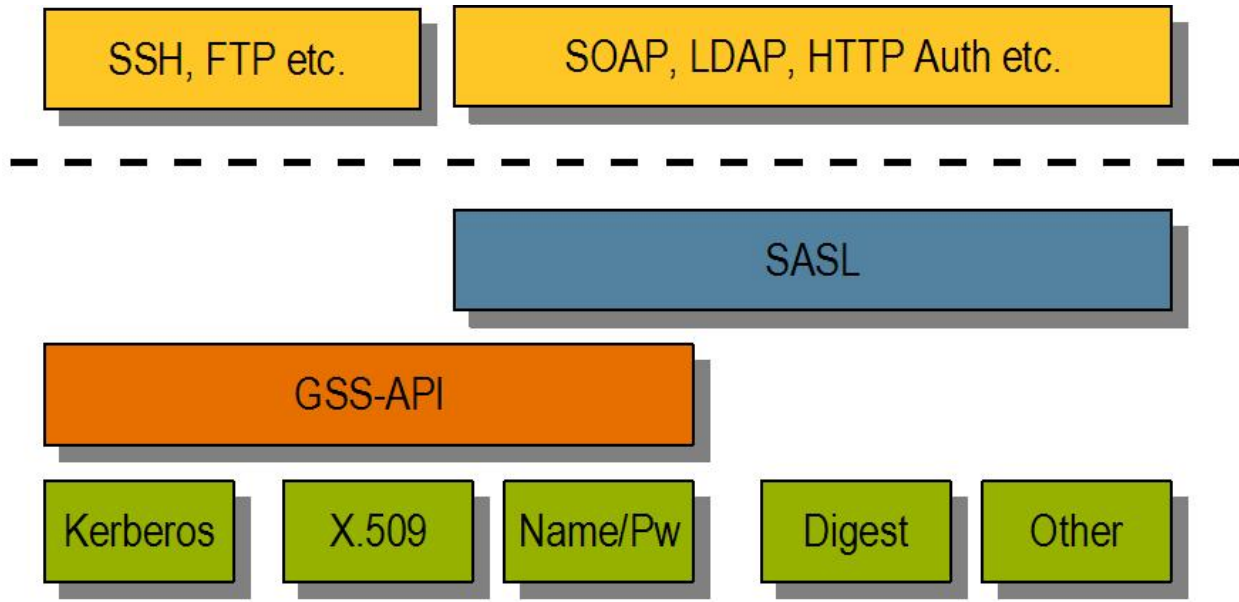 SSH, FTP etc.
SOAP, LDAP, HTTP Auth etc.
SASL
GSS-API
Kerberos
X.509
Name/Pw
Digest
Other